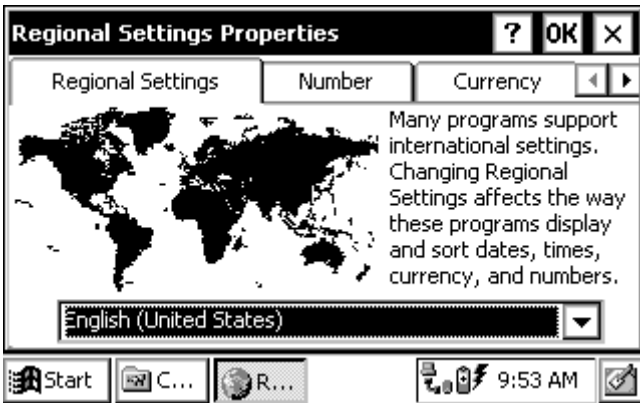 Regional Settings Properties ? OK ×
Regional Settings Number Currency
Many programs support
international settings.
Changing Regional
Settings affects the way
these programs display
and sort dates, times,
currency, and numbers.
English (United States)
Start C... R... 9:53 AM